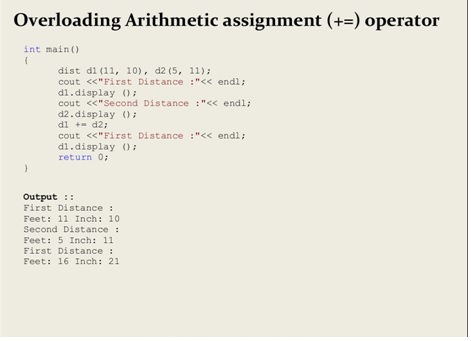 Overloading Arithmetic assignment (+=) operator
int main()
{
dist d1(11, 10), d2(5, 11);
cout <<"First Distance :"<< endl;
d1.display ();
cout <<"Second Distance :"<< endl;
d2.display ();
d1 += d2;
cout <<"First Distance :"<< endl;
d1.display ();
return 0;
}
Output ::
First Distance :
Feet: 11 Inch: 10
Second Distance :
Feet: 5 Inch: 11
First Distance :
Feet: 16 Inch: 21